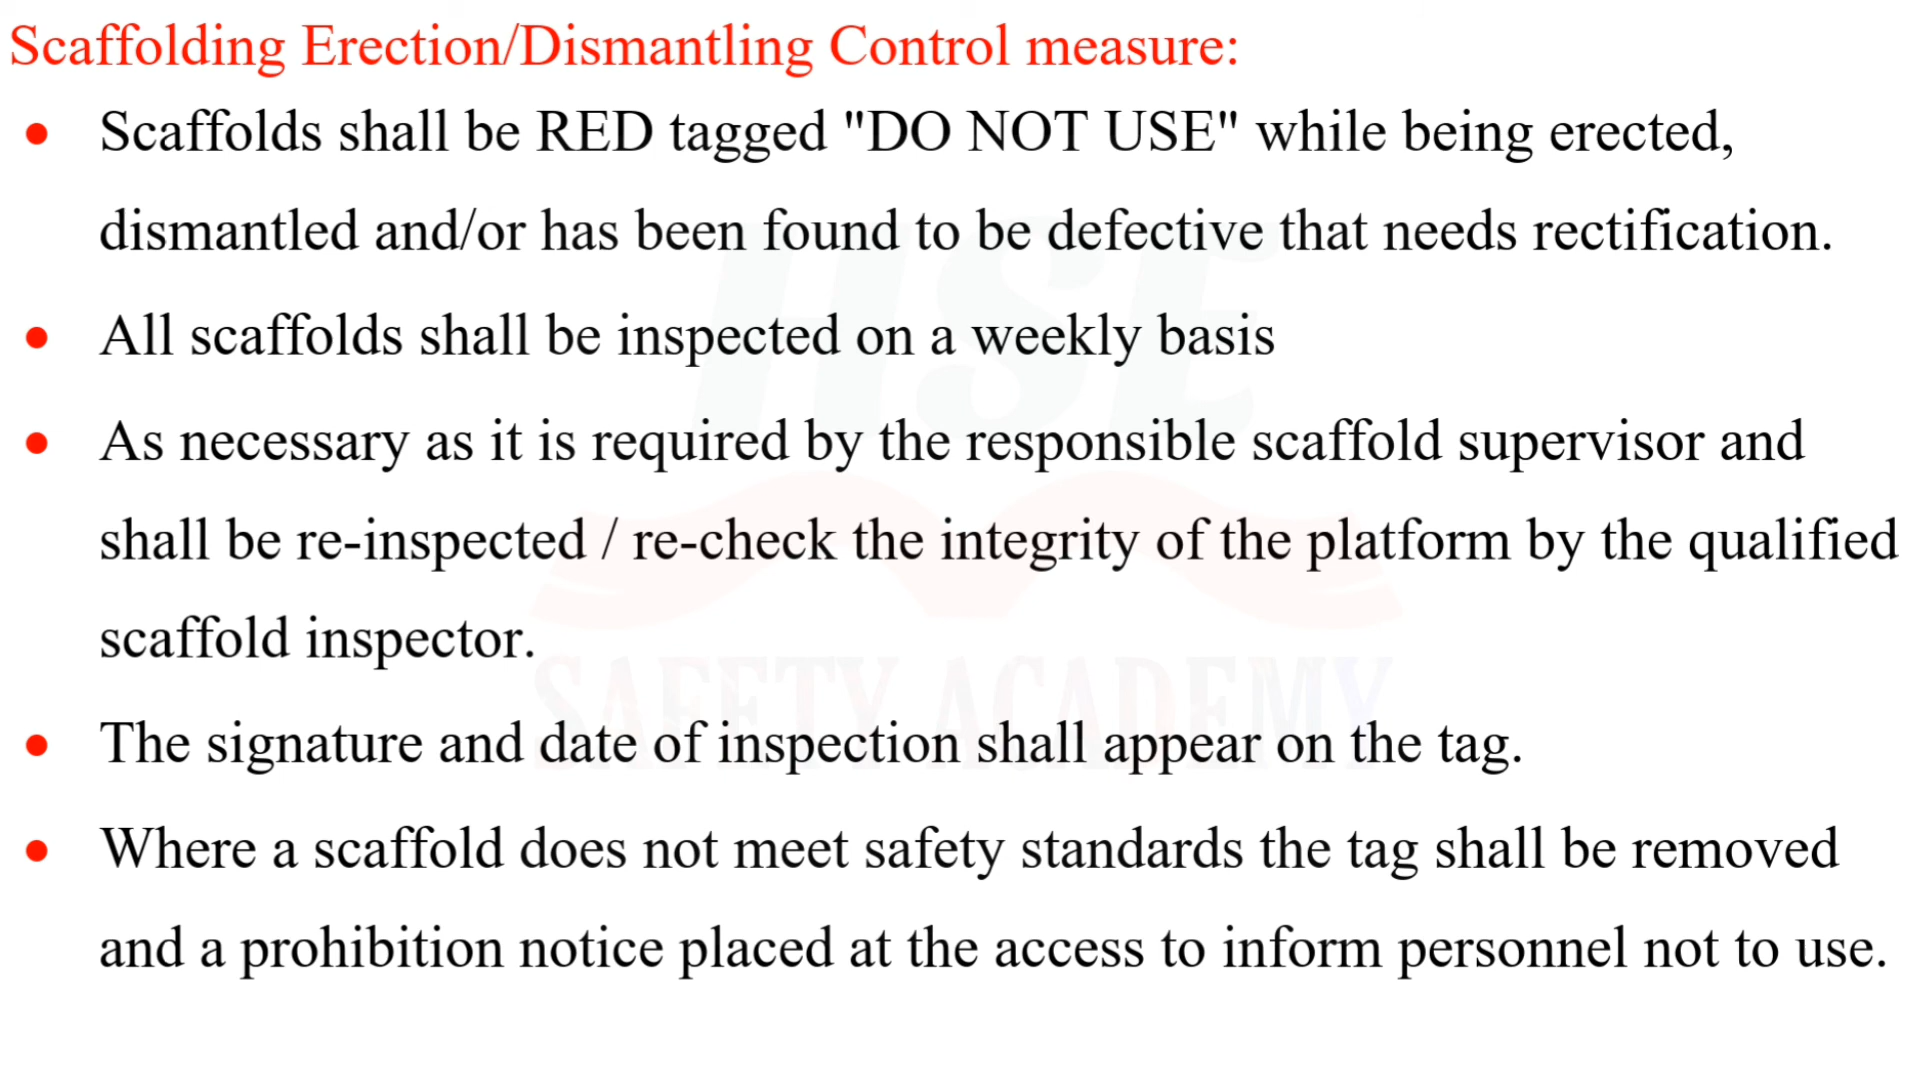 Scaffolding Erection/Dismantling Control measure:
• Scaffolds shall be RED tagged "DO NOT USE" while being erected,
dismantled and/or has been found to be defective that needs rectification.
• All scaffolds shall be inspected on a weekly basis
• As necessary as it is required by the responsible scaffold supervisor and
shall be re-inspected / re-check the integrity of the platform by the qualified
scaffold inspector.
• The signature and date of inspection shall appear on the tag.
• Where a scaffold does not meet safety standards the tag shall be removed
and a prohibition notice placed at the access to inform personnel not to use.
HSE
SAFETY ACADEMY